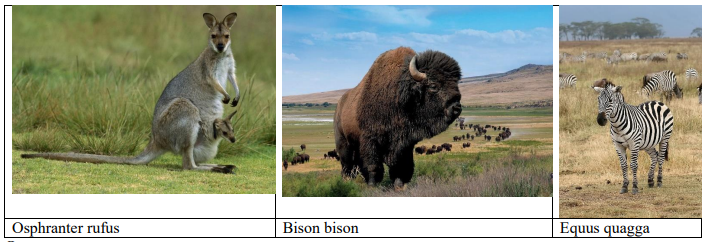 Osphranter rufus
Bison bison
Equus quagga